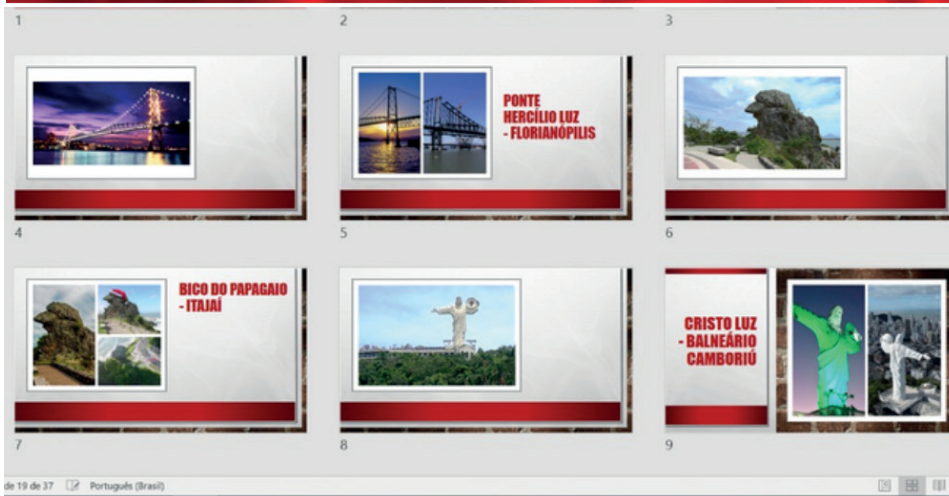 1
2
3
PONTE
HERCÍLIO LUZ
- FLORIANÓPILIS
4
5
6
BICO DO PAPAGAIO
- ITAJAÍ
CRISTO LUZ
- BALNEÁRIO
CAMBORIÚ
7
8
9
de 19 de 37 Português (Brasil)